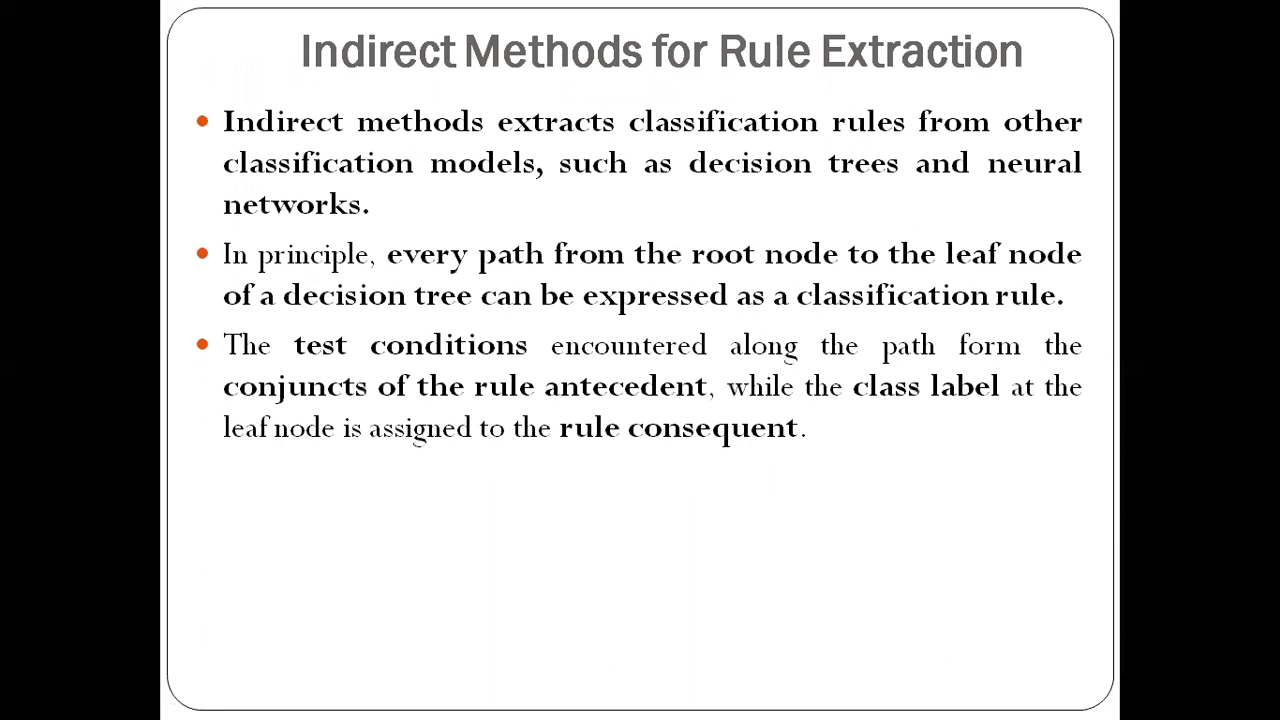 Indirect Methods for Rule Extraction
• Indirect methods extracts classification rules from other
classification models, such as decision trees and neural
networks.
• In principle, every path from the root node to the leaf node
of a decision tree can be expressed as a classification rule.
• The test conditions encountered along the path form the
conjuncts of the rule antecedent, while the class label at the
leaf node is assigned to the rule consequent.